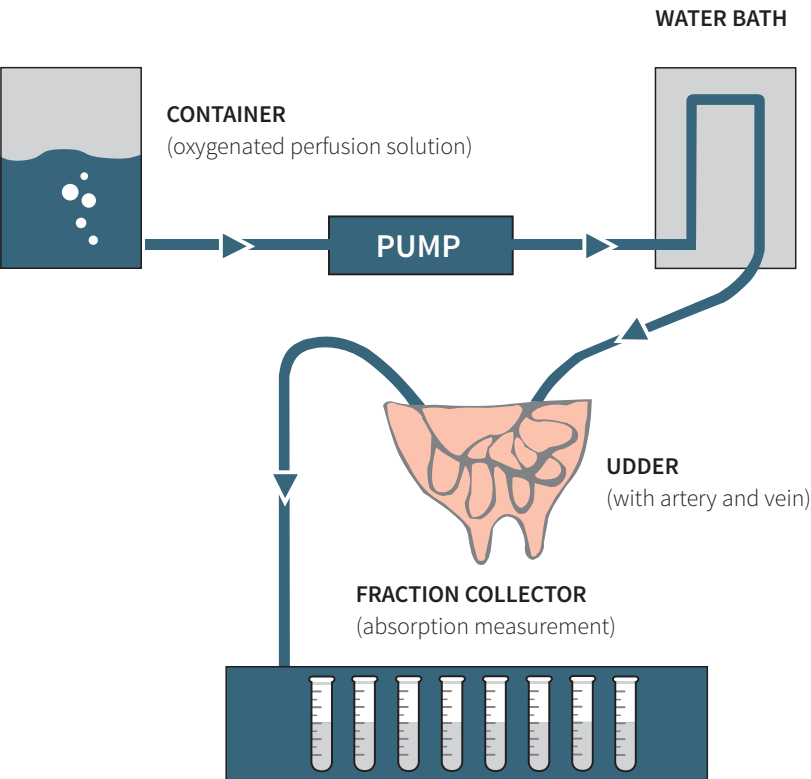 WATER BATH
CONTAINER
(oxygenated perfusion solution)
PUMP
UDDER
(with artery and vein)
FRACTION COLLECTOR
(absorption measurement)